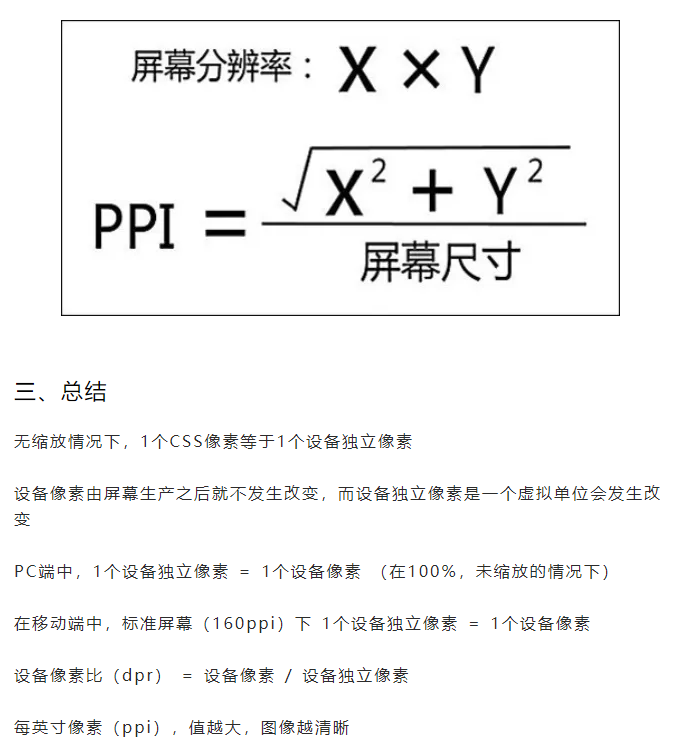 屏幕分辨率：X × Y
PPI = √X² + Y²
屏幕尺寸
三、总结
无缩放情况下，1个CSS像素等于1个设备独立像素
设备像素由屏幕生产之后就不发生改变，而设备独立像素是一个虚拟单位会发生改
变
PC端中，1个设备独立像素 = 1个设备像素 （在100%，未缩放的情况下）
在移动端中，标准屏幕（160ppi）下 1个设备独立像素 = 1个设备像素
设备像素比（dpr） = 设备像素 / 设备独立像素
每英寸像素（ppi），值越大，图像越清晰